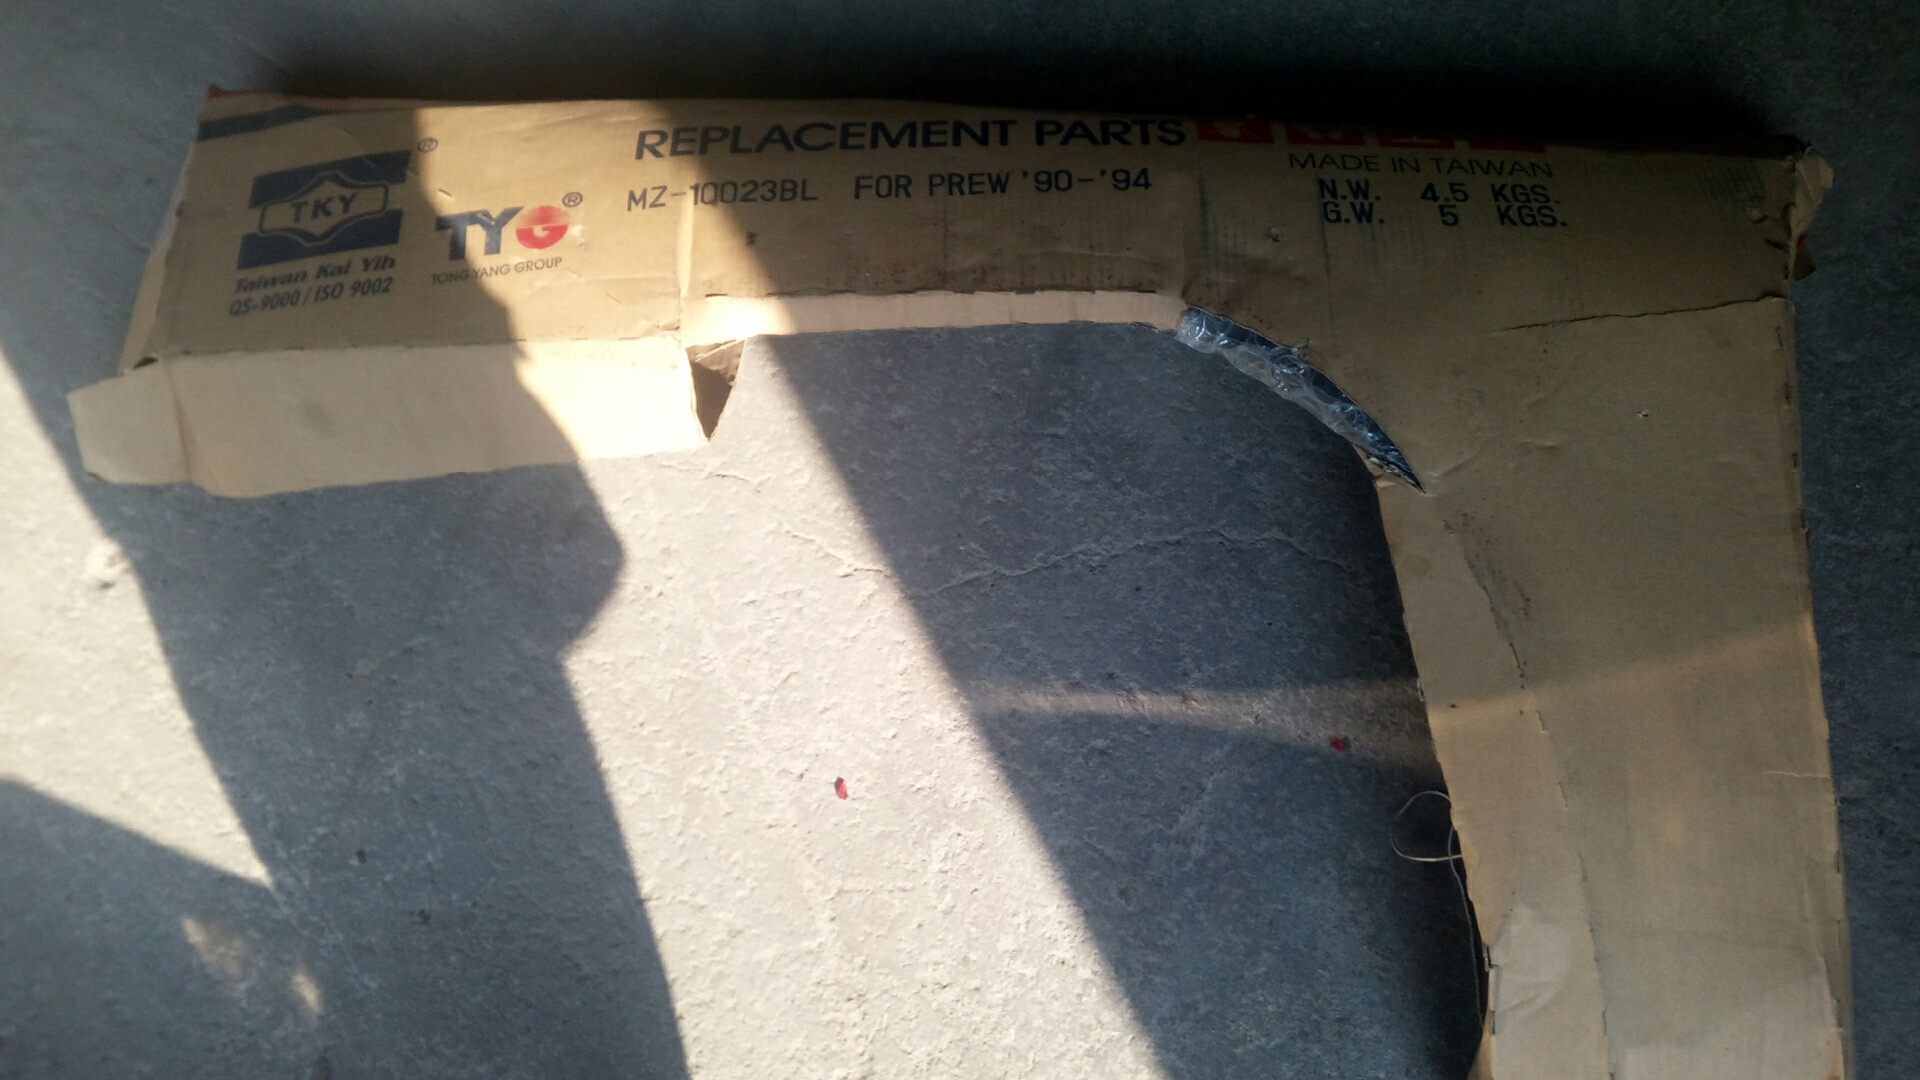 REPLACEMENT PARTS
MADE IN TAIWAN
MZ-10023BL FOR PREW '90-'94
N.W. 4.5 KGS.
G.W. 5 KGS.
®
TKY
Taiwan Kai Yih
QS-9000/ISO 9002
TYG®
TONG YANG GROUP